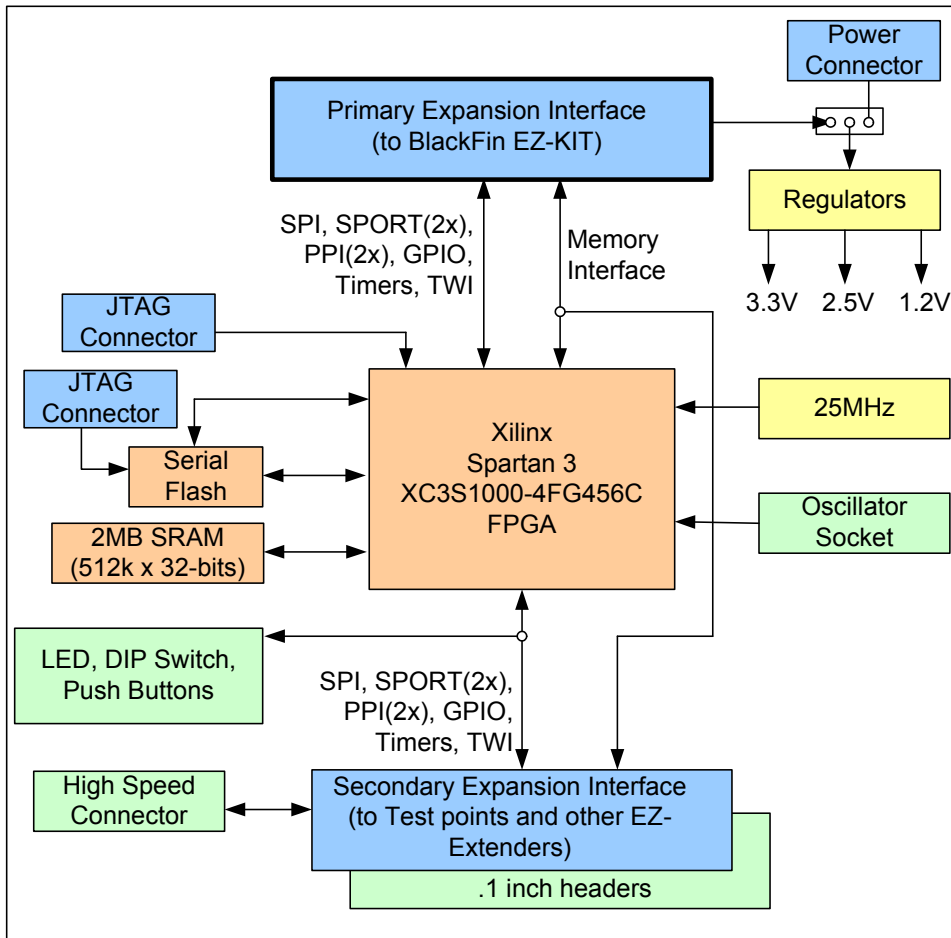 Power
Connector
Primary Expansion Interface
(to BlackFin EZ-KIT)
Regulators
SPI, SPORT(2x),
PPI(2x), GPIO,
Timers, TWI
Memory
Interface
3.3V
2.5V
1.2V
JTAG
Connector
JTAG
Connector
25MHz
Xilinx
Spartan 3
XC3S1000-4FG456C
FPGA
Serial
Flash
Oscillator
Socket
2MB SRAM
(512k x 32-bits)
LED, DIP Switch,
Push Buttons
SPI, SPORT(2x),
PPI(2x), GPIO,
Timers, TWI
High Speed
Connector
Secondary Expansion Interface
(to Test points and other EZ-
Extenders)
.1 inch headers